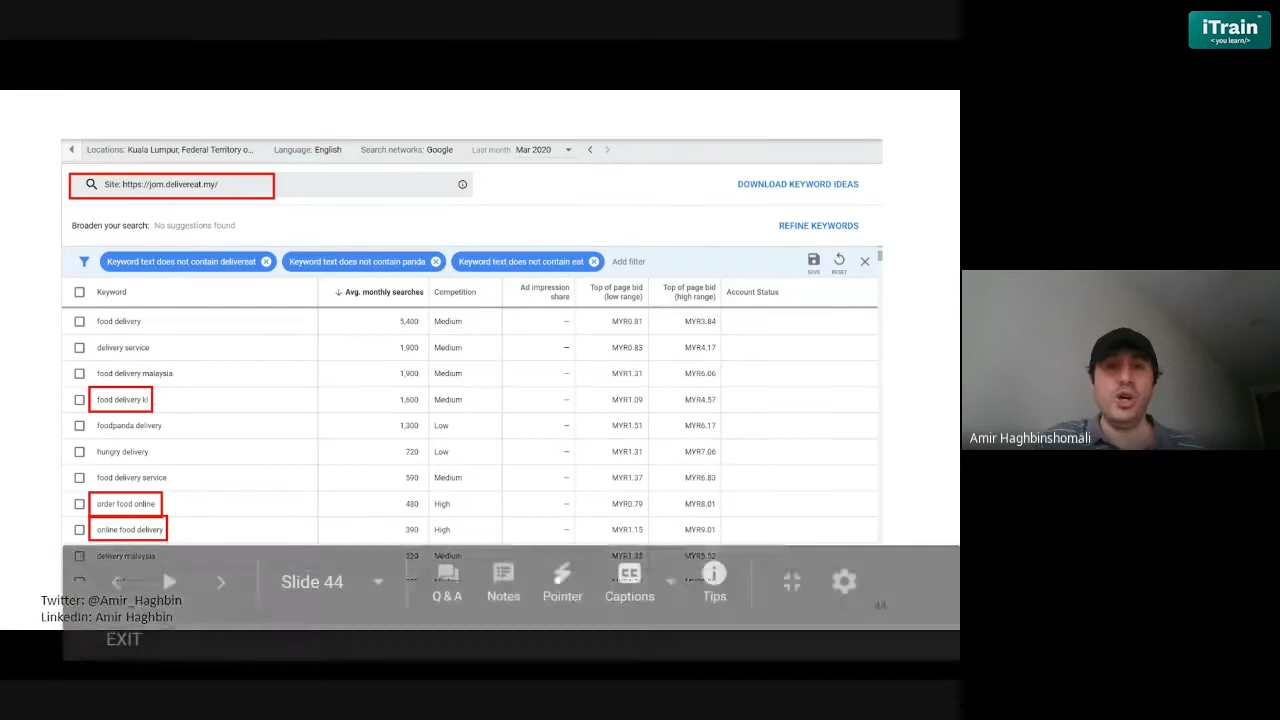 iTrain
< you learn/>
Locations: Kuala Lumpur, Federal Territory o... Language: English Search networks: Google Last month Mar 2020
Site: https://jom.delivereat.my/ DOWNLOAD KEYWORD IDEAS
Broaden your search: No suggestions found REFINE KEYWORDS
Keyword text does not contain delivereat Keyword text does not contain panda Keyword text does not contain eat Add filter SAVE RESET
Keyword Avg. monthly searches Competition Ad impression share Top of page bid (low range) Top of page bid (high range) Account Status
food delivery 5,400 Medium – MYR0.81 MYR3.84
delivery service 1,900 Medium – MYR0.83 MYR4.17
food delivery malaysia 1,900 Medium – MYR1.31 MYR6.06
food delivery kl 1,600 Medium – MYR1.09 MYR4.57
foodpanda delivery 1,300 Low – MYR1.51 MYR6.17
hungry delivery 720 Low – MYR1.31 MYR7.06
food delivery service 590 Medium – MYR1.37 MYR6.83
order food online 480 High – MYR0.79 MYR8.01
online food delivery 390 High – MYR1.15 MYR9.01
delivery malaysia 320 Medium MYR1.32 MYR5.52
Slide 44 Q & A Notes Pointer CC Captions Tips
Twitter: @Amir_Haghbin
LinkedIn: Amir Haghbin
44
EXIT
Amir Haghbinshomali